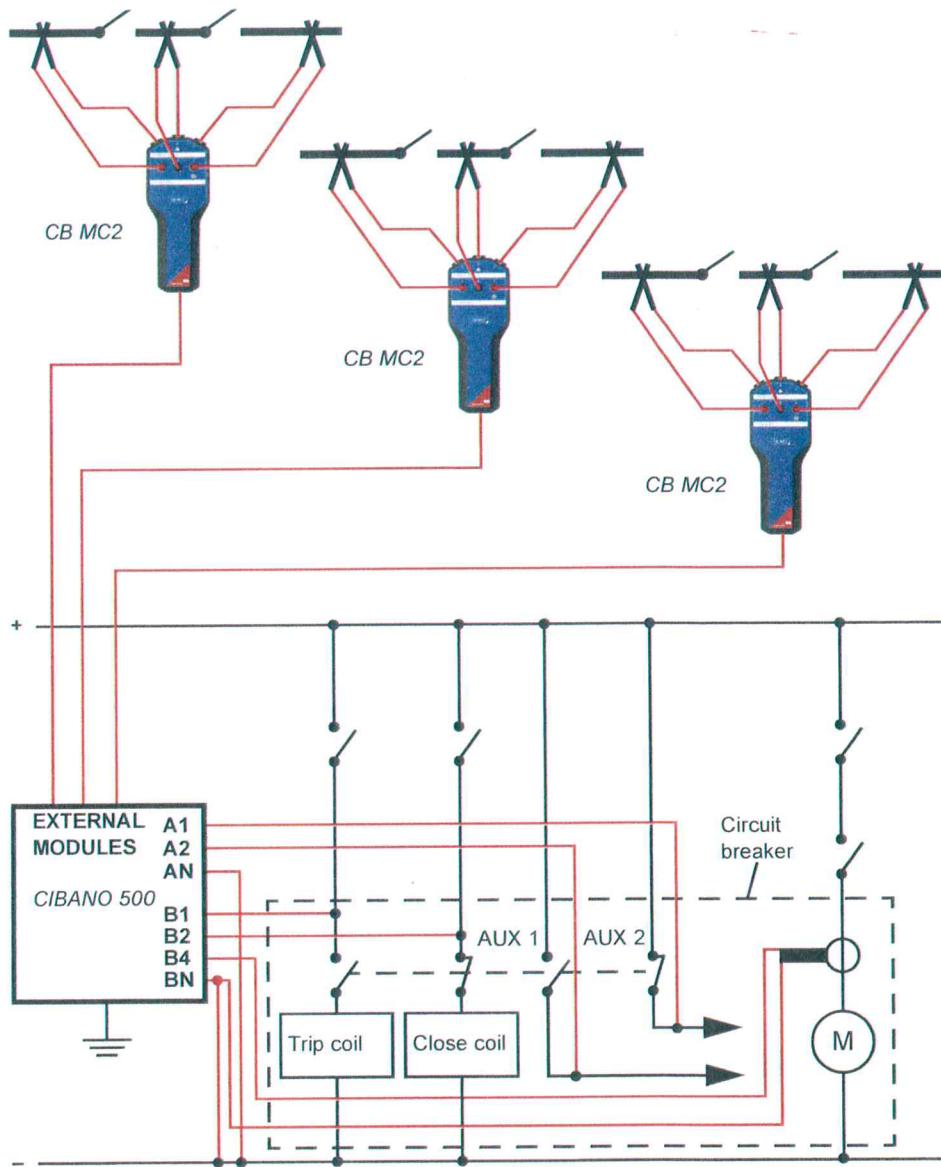 CB MC2
CB MC2
CB MC2
+
EXTERNAL
MODULES
CIBANO 500
A1
A2
AN
B1
B2
B4
BN
Circuit
breaker
AUX 1
AUX 2
Trip coil
Close coil
M
-